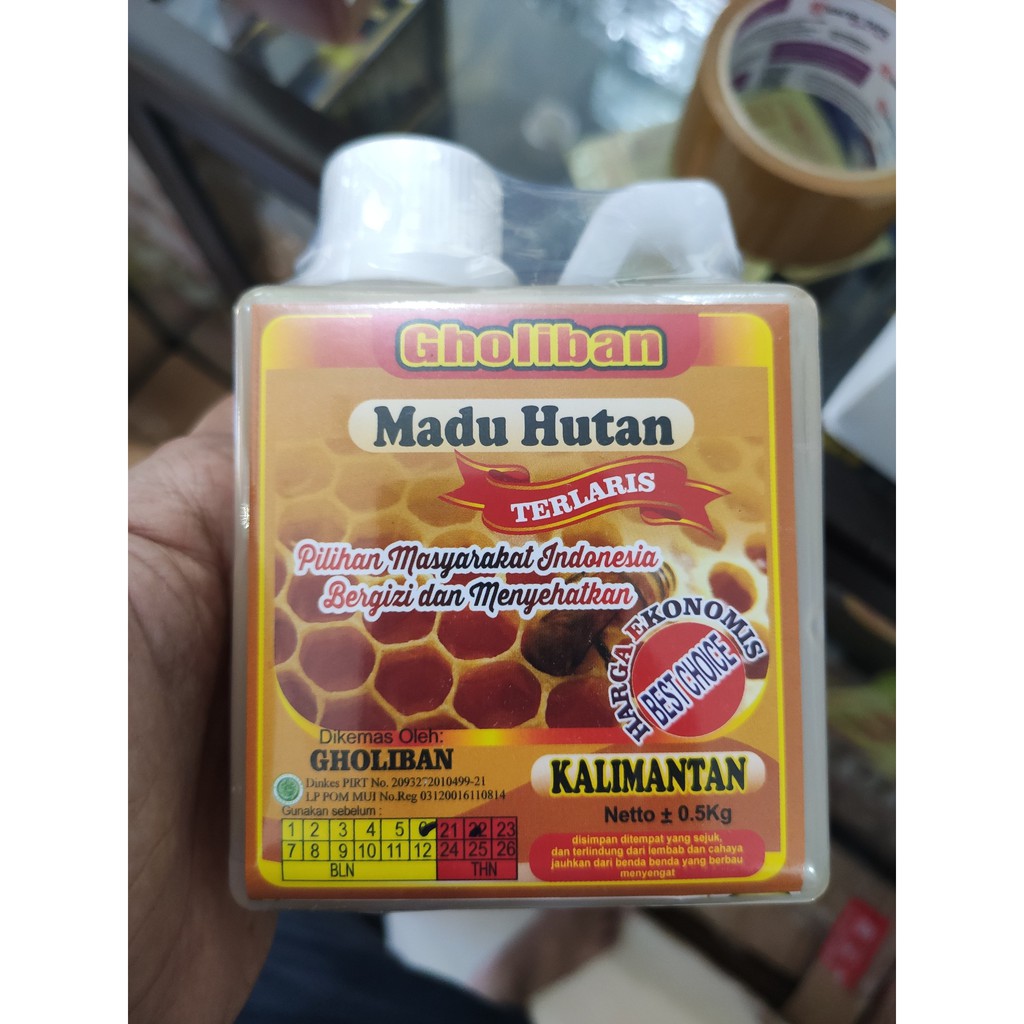 Gholiban
Madu Hutan
TERLARIS
Pilihan Masyarakat Indonesia
Bergizi dan Menyehatkan
HARGA EKONOMIS
BEST CHOICE
Dikemas Oleh:
GHOLIBAN
Dinkes PIRT No.
LP POM MUI No.Reg 03120016110814
Gunakan sebelum :
1 2 3 4 5 21 23
7 8 9 10 11 12 24 25 26
BLN THN
KALIMANTAN
Netto ± 0.5Kg
disimpan ditempat yang sejuk,
dan terlindung dari lembab dan cahaya
jauhkan dari benda benda yang berbau
menyengat